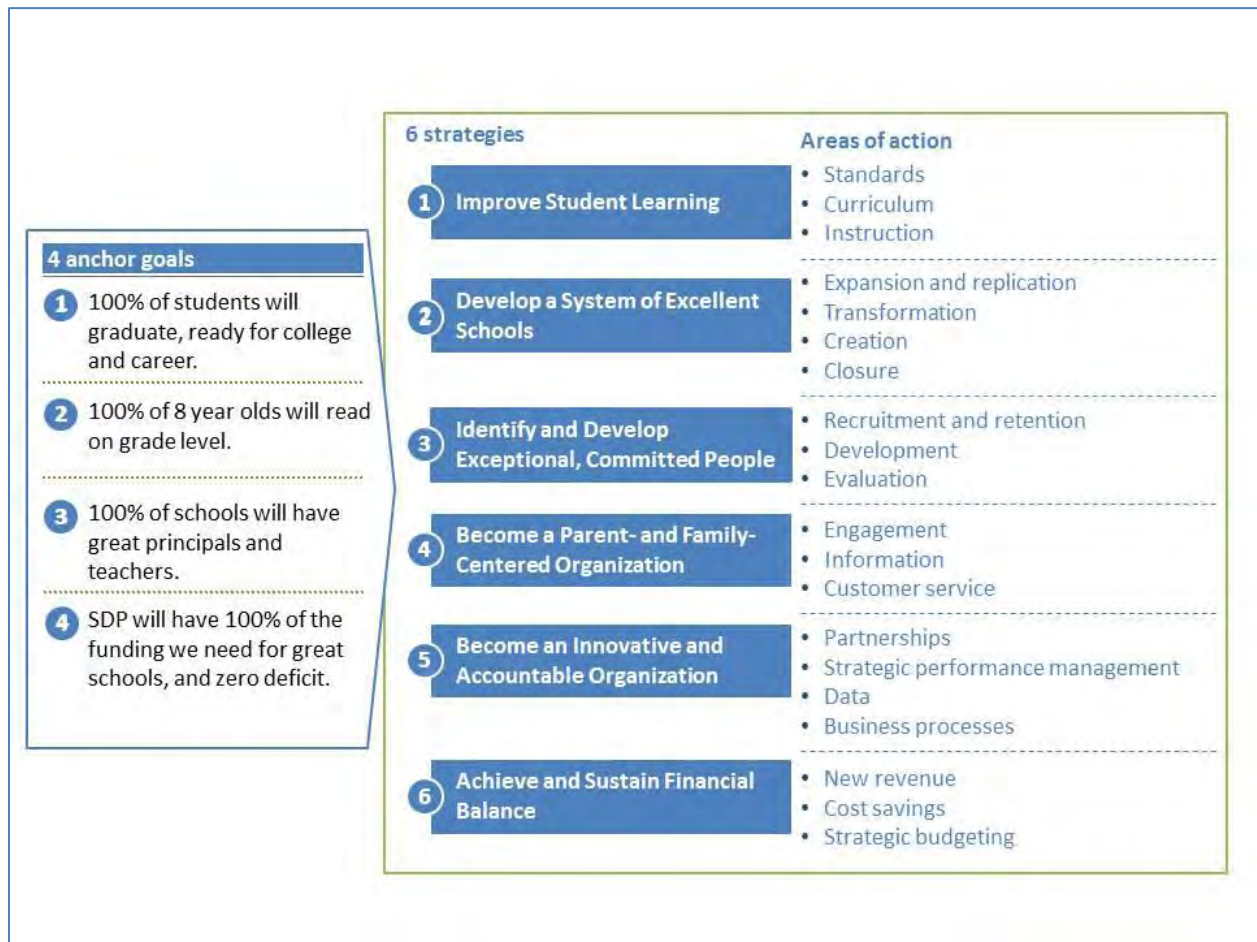 4 anchor goals
1 100% of students will
graduate, ready for college
and career.
2 100% of 8 year olds will read
on grade level.
3 100% of schools will have
great principals and
teachers.
4 SDP will have 100% of the
funding we need for great
schools, and zero deficit.
6 strategies
Areas of action
1 Improve Student Learning
• Standards
• Curriculum
• Instruction
2 Develop a System of Excellent
Schools
• Expansion and replication
• Transformation
• Creation
• Closure
3 Identify and Develop
Exceptional, Committed People
• Recruitment and retention
• Development
• Evaluation
4 Become a Parent- and Family-
Centered Organization
• Engagement
• Information
• Customer service
5 Become an Innovative and
Accountable Organization
• Partnerships
• Strategic performance management
• Data
• Business processes
6 Achieve and Sustain Financial
Balance
• New revenue
• Cost savings
• Strategic budgeting